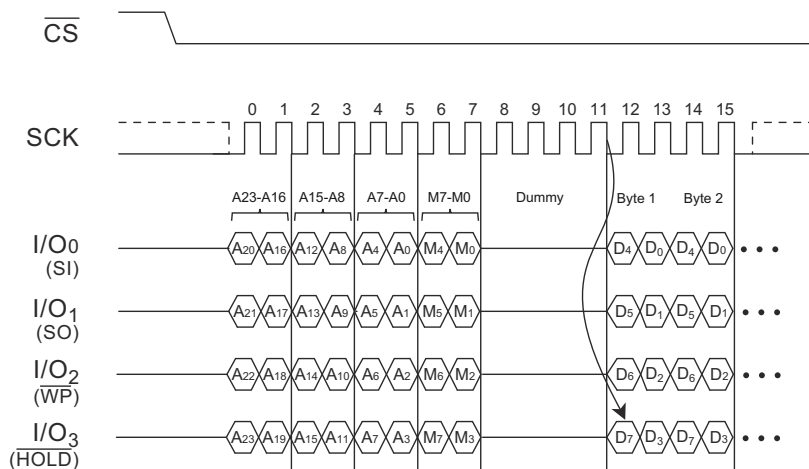 CS
0 1 2 3 4 5 6 7 8 9 10 11 12 13 14 15
SCK
A23-A16 A15-A8 A7-A0 M7-M0 Dummy Byte 1 Byte 2
I/O0 A20 A16 A12 A8 A4 A0 M4 M0 D4 D0 D4 D0 • • •
(SI)
I/O1 A21 A17 A13 A9 A5 A1 M5 M1 D5 D1 D5 D1 • • •
(SO)
I/O2 A22 A18 A14 A10 A6 A2 M6 M2 D6 D2 D6 D2 • • •
(WP)
I/O3 A23 A19 A15 A11 A7 A3 M7 M3 D7 D3 D7 D3 • • •
(HOLD)